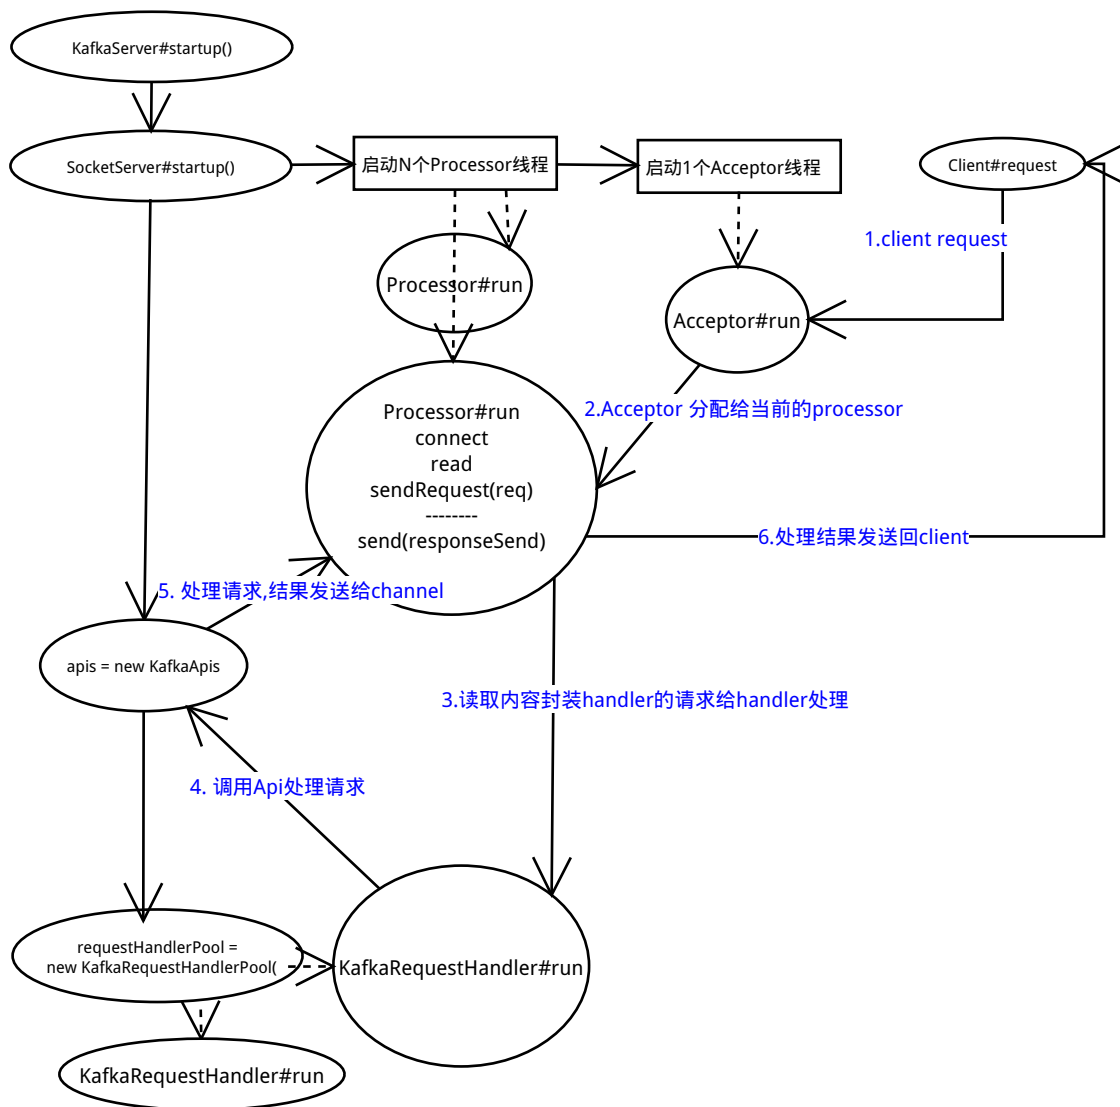 KafkaServer#startup()
SocketServer#startup()
启动N个Processor线程
启动1个Acceptor线程
Client#request
1.client request
Processor#run
Acceptor#run
2.Acceptor 分配给当前的processor
Processor#run
connect
read
sendRequest(req)
--------
send(responseSend)
6.处理结果发送回client
5. 处理请求,结果发送给channel
apis = new KafkaApis
3.读取内容封装handler的请求给handler处理
4. 调用Api处理请求
requestHandlerPool =
new KafkaRequestHandlerPool(
KafkaRequestHandler#run
KafkaRequestHandler#run